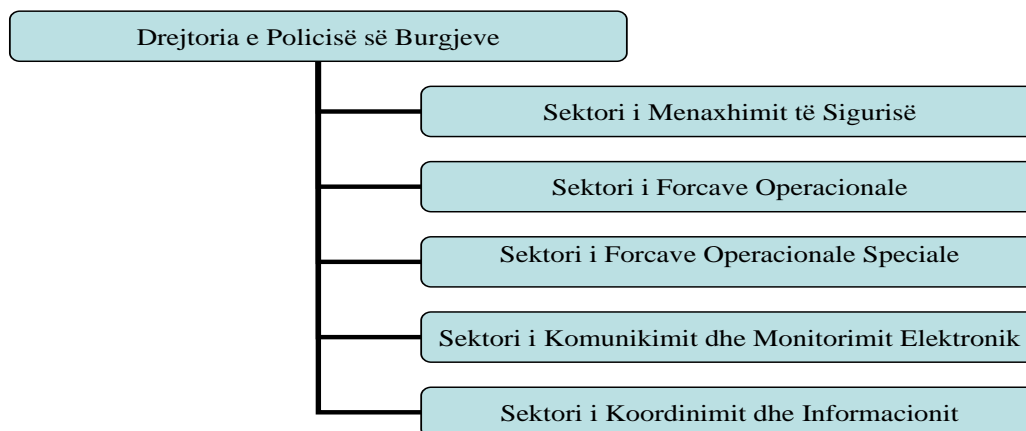 Drejtoria e Policisë së Burgjeve
Sektori i Menaxhimit të Sigurisë
Sektori i Forcave Operacionale
Sektori i Forcave Operacionale Speciale
Sektori i Komunikimit dhe Monitorimit Elektronik
Sektori i Koordinimit dhe Informacionit